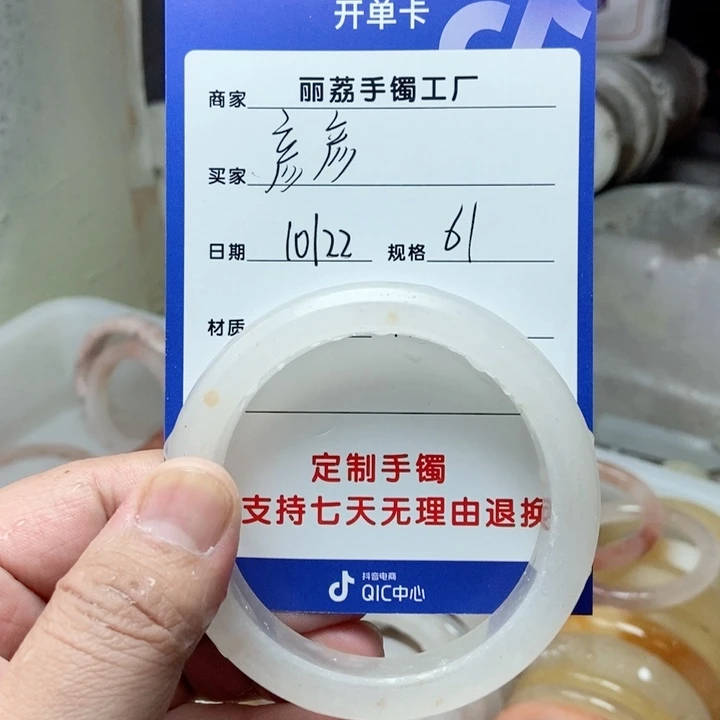 开单卡
商家 丽荔手镯工厂
买家 彦彦
日期 10/22 规格 61
材质
定制手镯
支持七天无理由退换
抖音电商
QIC中心